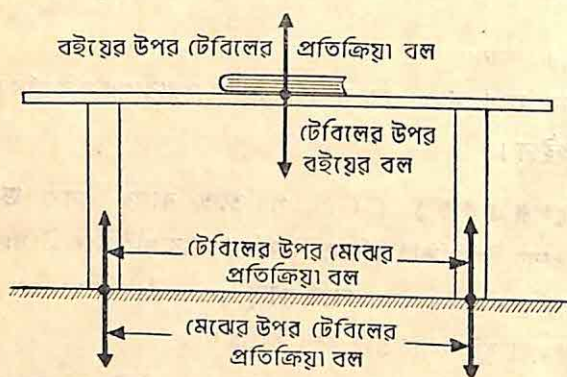 বইয়ের উপর টেবিলের প্রতিক্রিয়া বল
টেবিলের উপর
বইয়ের বল
টেবিলের উপর মেঝের
প্রতিক্রিয়া বল
মেঝের উপর টেবিলের
প্রতিক্রিয়া বল